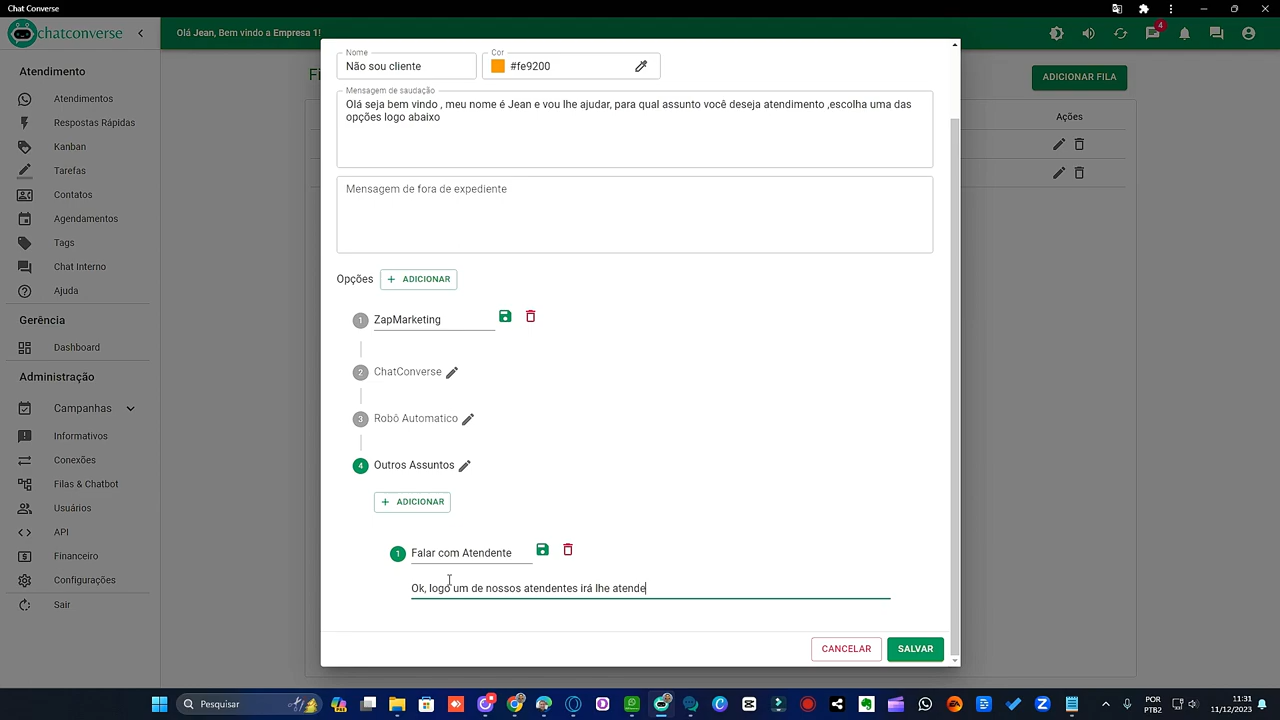 Chat Converse
chatconverse
Olá Jean, Bem vindo a Empresa 1!
4
Atendimento
Atendimentos
Respostas Rápidas
Kanban
Tarefas
Contatos
Agendamentos
Tags
Chat Interno
Ajuda
Gerência
Dashboard
Administração
Campanhas
Informativos
Conexões
Filas & Chatbot
Usuários
API
Financeiro
Configurações
Sair
Fi
ADICIONAR FILA
Ações
Nome
Não sou cliente
Cor
#fe9200
Mensagem de saudação
Olá seja bem vindo , meu nome é Jean e vou lhe ajudar, para qual assunto você deseja atendimento ,escolha uma das
opções logo abaixo
Mensagem de fora de expediente
Opções
+ ADICIONAR
1 ZapMarketing
2 ChatConverse
3 Robô Automatico
4 Outros Assuntos
+ ADICIONAR
1 Falar com Atendente
Ok, logo um de nossos atendentes irá lhe atende
CANCELAR
SALVAR
Pesquisar
POR
PTB2
11:31
11/12/2023